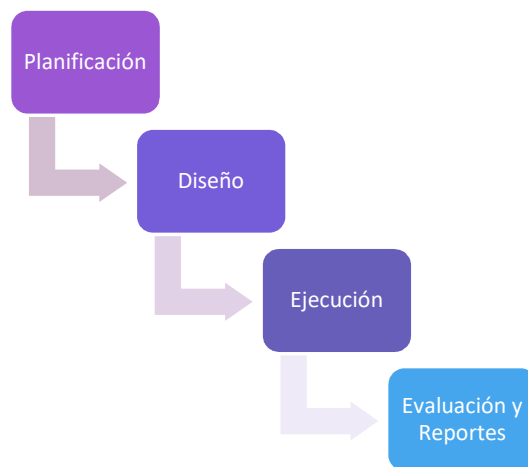 Planificación
Diseño
Ejecución
Evaluación y
Reportes